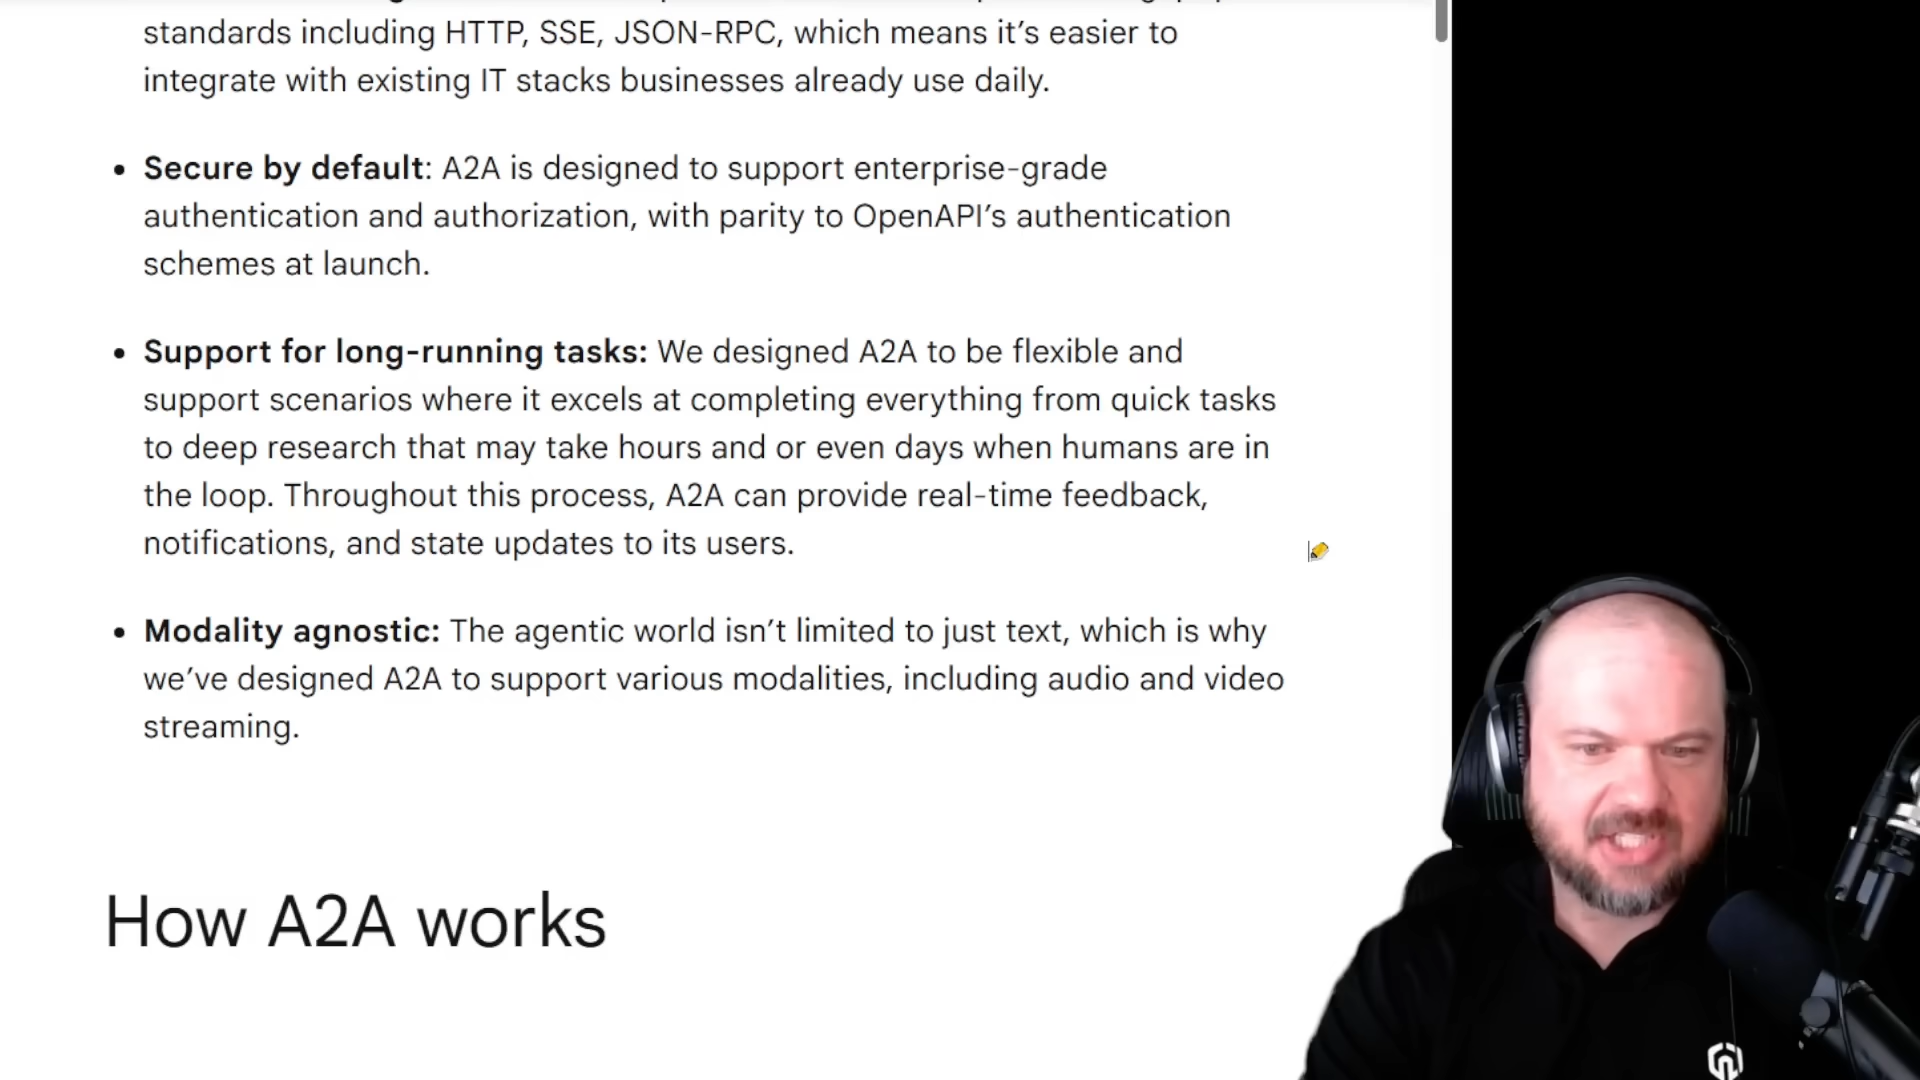 standards including HTTP, SSE, JSON-RPC, which means it’s easier to
integrate with existing IT stacks businesses already use daily.
• Secure by default: A2A is designed to support enterprise-grade
authentication and authorization, with parity to OpenAPI’s authentication
schemes at launch.
• Support for long-running tasks: We designed A2A to be flexible and
support scenarios where it excels at completing everything from quick tasks
to deep research that may take hours and or even days when humans are in
the loop. Throughout this process, A2A can provide real-time feedback,
notifications, and state updates to its users.
• Modality agnostic: The agentic world isn’t limited to just text, which is why
we’ve designed A2A to support various modalities, including audio and video
streaming.
How A2A works